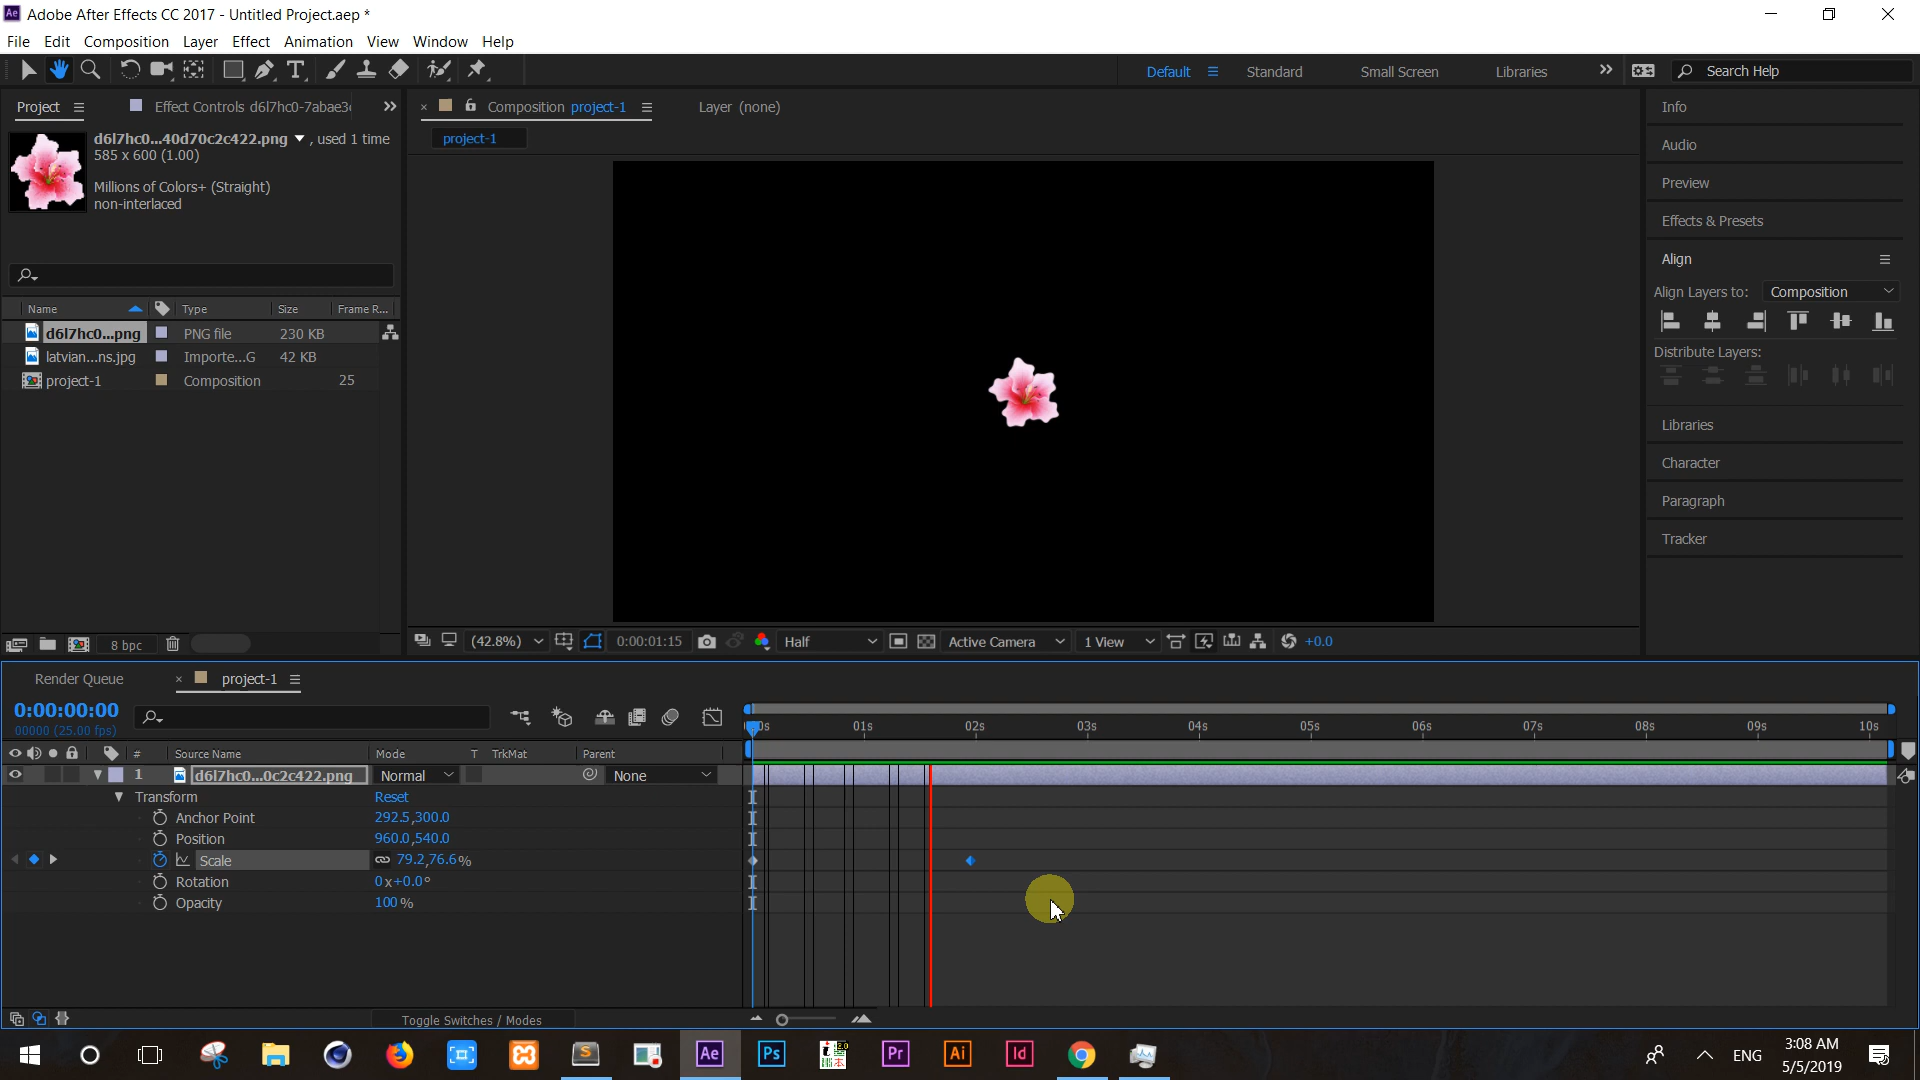 Adobe After Effects CC 2017 - Untitled Project.aep *
File Edit Composition Layer Effect Animation View Window Help
Default Standard Small Screen Libraries Search Help
Project Effect Controls d6l7hc0-7abae3
Composition project-1 Layer (none)
project-1
d6l7hc0...40d70c2c422.png , used 1 time
585 x 600 (1.00)
Millions of Colors+ (Straight)
non-interlaced
Name Type Size Frame R...
d6l7hc0...png PNG file 230 KB
latvian...ns.jpg Importe...G 42 KB
project-1 Composition 25
8 bpc
(42.8%) 0:00:01:15 Half Active Camera 1 View +0.0
Info
Audio
Preview
Effects & Presets
Align
Align Layers to: Composition
Distribute Layers:
Libraries
Character
Paragraph
Tracker
Render Queue project-1
0:00:00:00
00000 (25.00 fps)
01s 02s 03s 04s 05s 06s 07s 08s 09s 10s
# Source Name Mode T TrkMat Parent
1 d6l7hc0...0c2c422.png Normal None
Transform Reset
Anchor Point 292.5,300.0
Position 960.0,540.0
Scale 79.2,76.6%
Rotation 0x+0.0°
Opacity 100%
Toggle Switches / Modes
Ae Ps Pr Ai Id
ENG
3:08 AM
5/5/2019